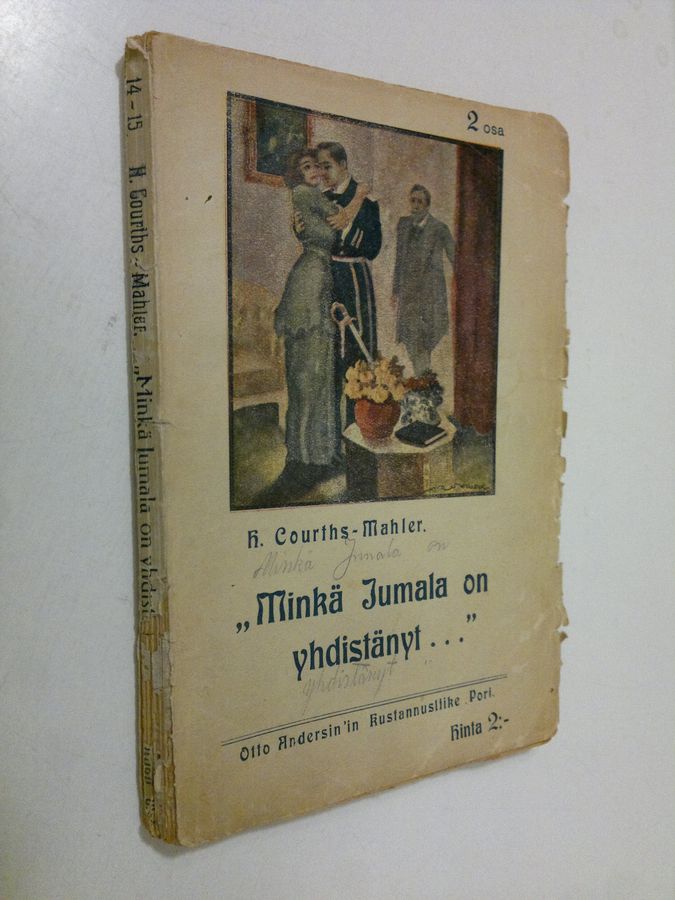 2 osa
H. Courths-Mahler.
Minkä Jumala on
„Minkä Jumala on
yhdistänyt..."
yhdistänyt "
Otto Andersin'in Kustannusliike Pori.
Hinta 2:-
14-15 H. Courths-Mahler. „Minkä Jumala on yhdist